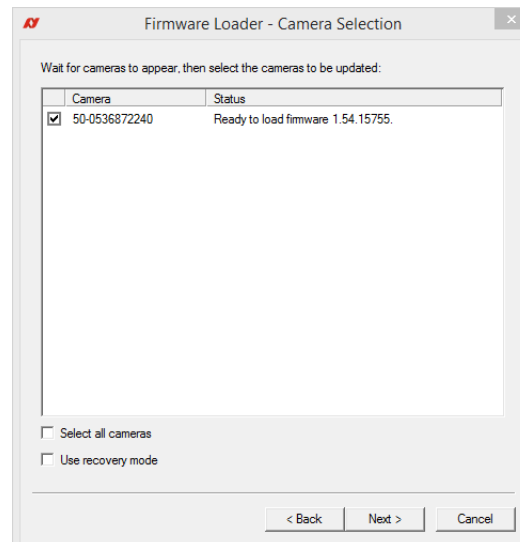 Firmware Loader - Camera Selection
Wait for cameras to appear, then select the cameras to be updated:
Camera Status
50-0536872240 Ready to load firmware 1.54.15755.
Select all cameras
Use recovery mode
< Back Next > Cancel